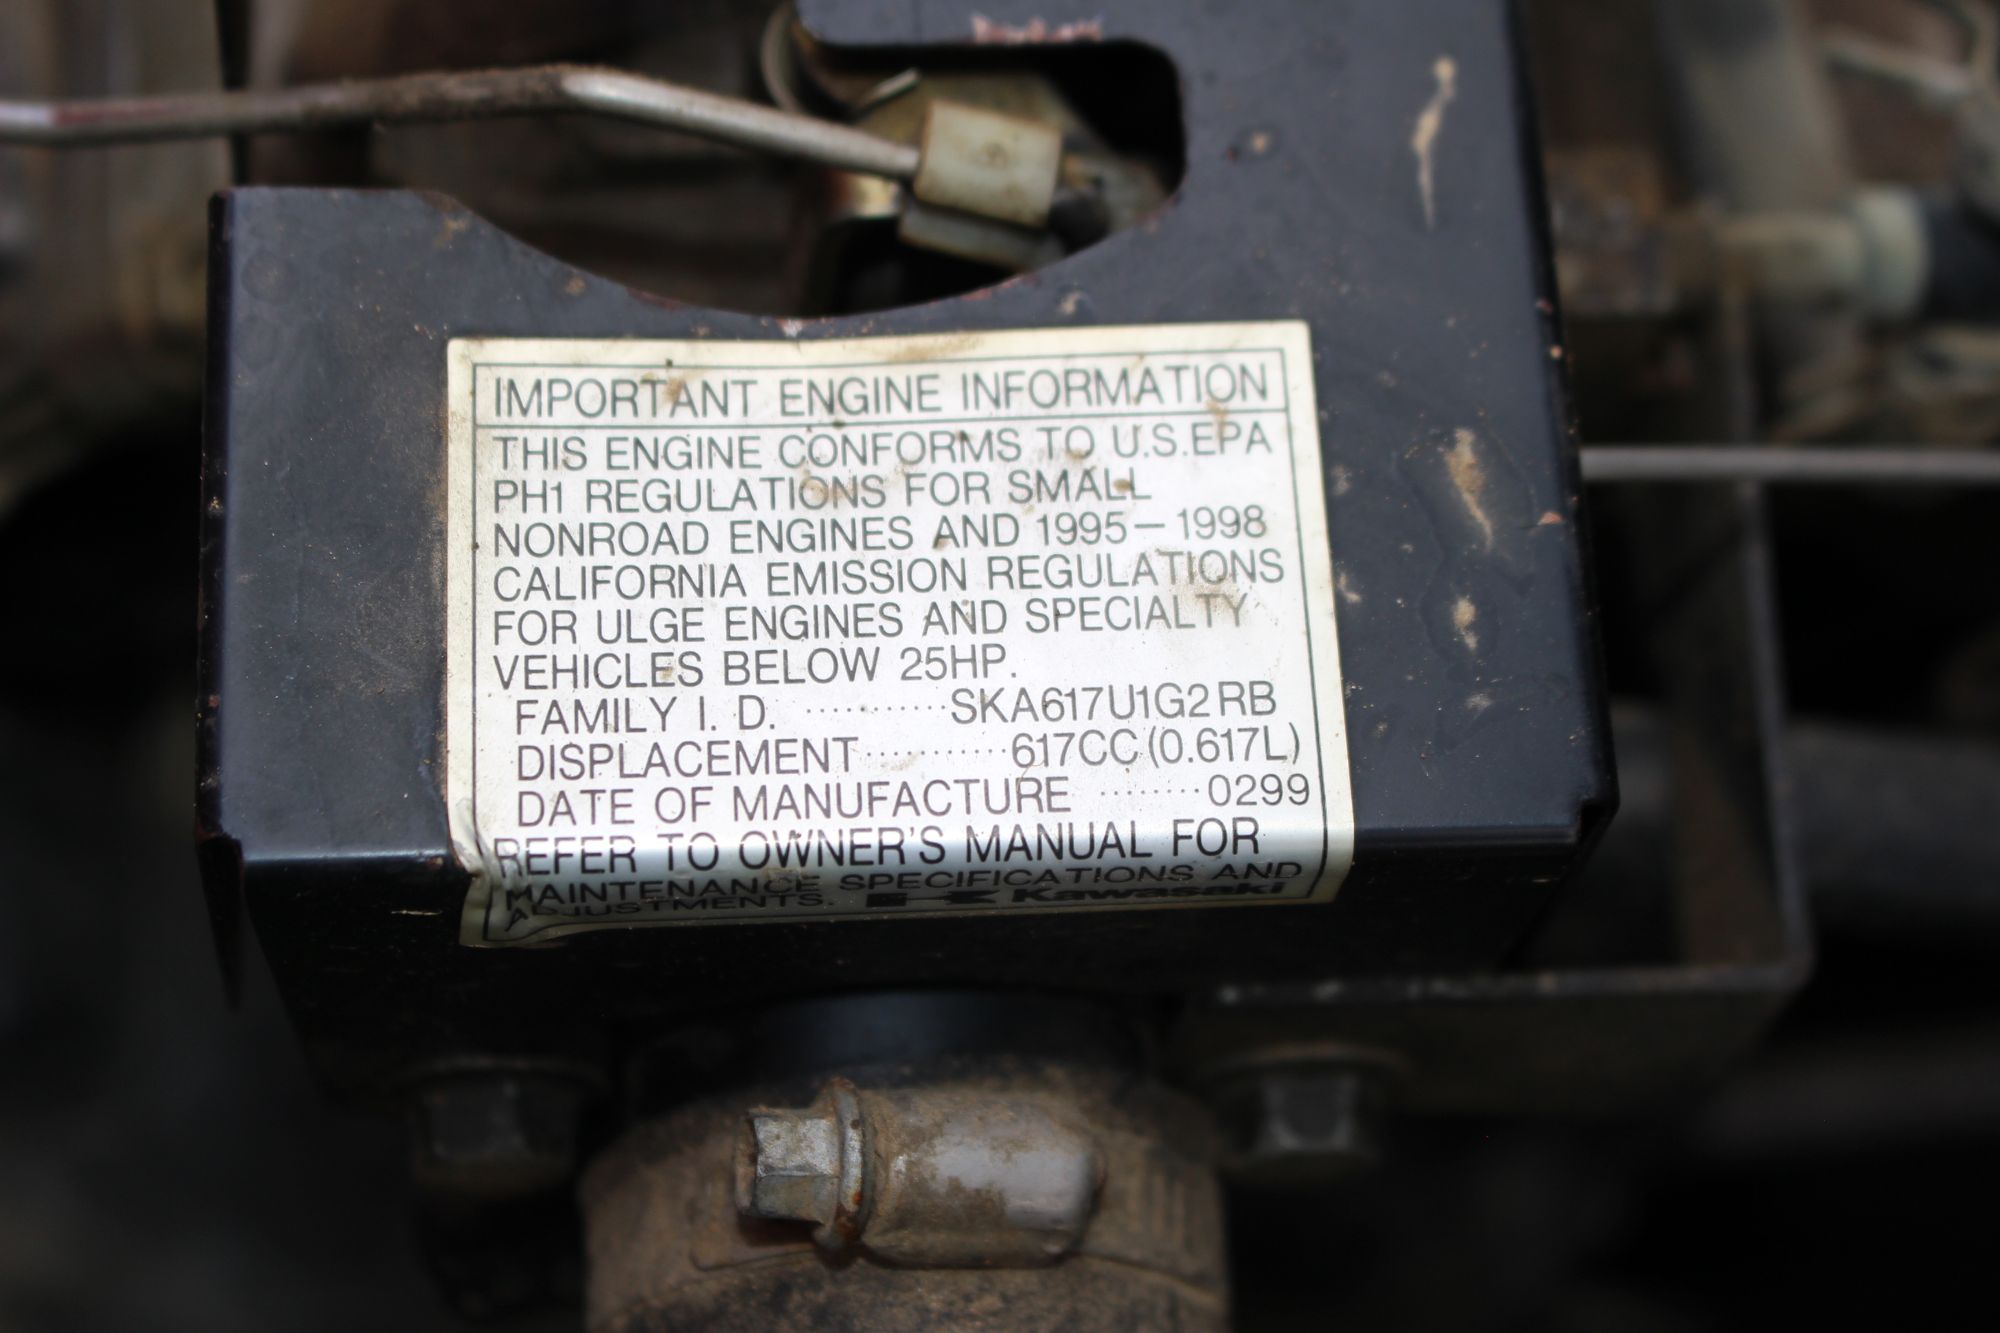 IMPORTANT ENGINE INFORMATION
THIS ENGINE CONFORMS TO U.S.EPA
PH1 REGULATIONS FOR SMALL
NONROAD ENGINES AND 1995-1998
CALIFORNIA EMISSION REGULATIONS
FOR ULGE ENGINES AND SPECIALTY
VEHICLES BELOW 25HP.
FAMILY I. D. ··········· SKA617U1G2RB
DISPLACEMENT ··········· 617CC (0.617L)
DATE OF MANUFACTURE ········ 0299
REFER TO OWNER'S MANUAL FOR
MAINTENANCE SPECIFICATIONS AND
ADJUSTMENTS. Kawasaki